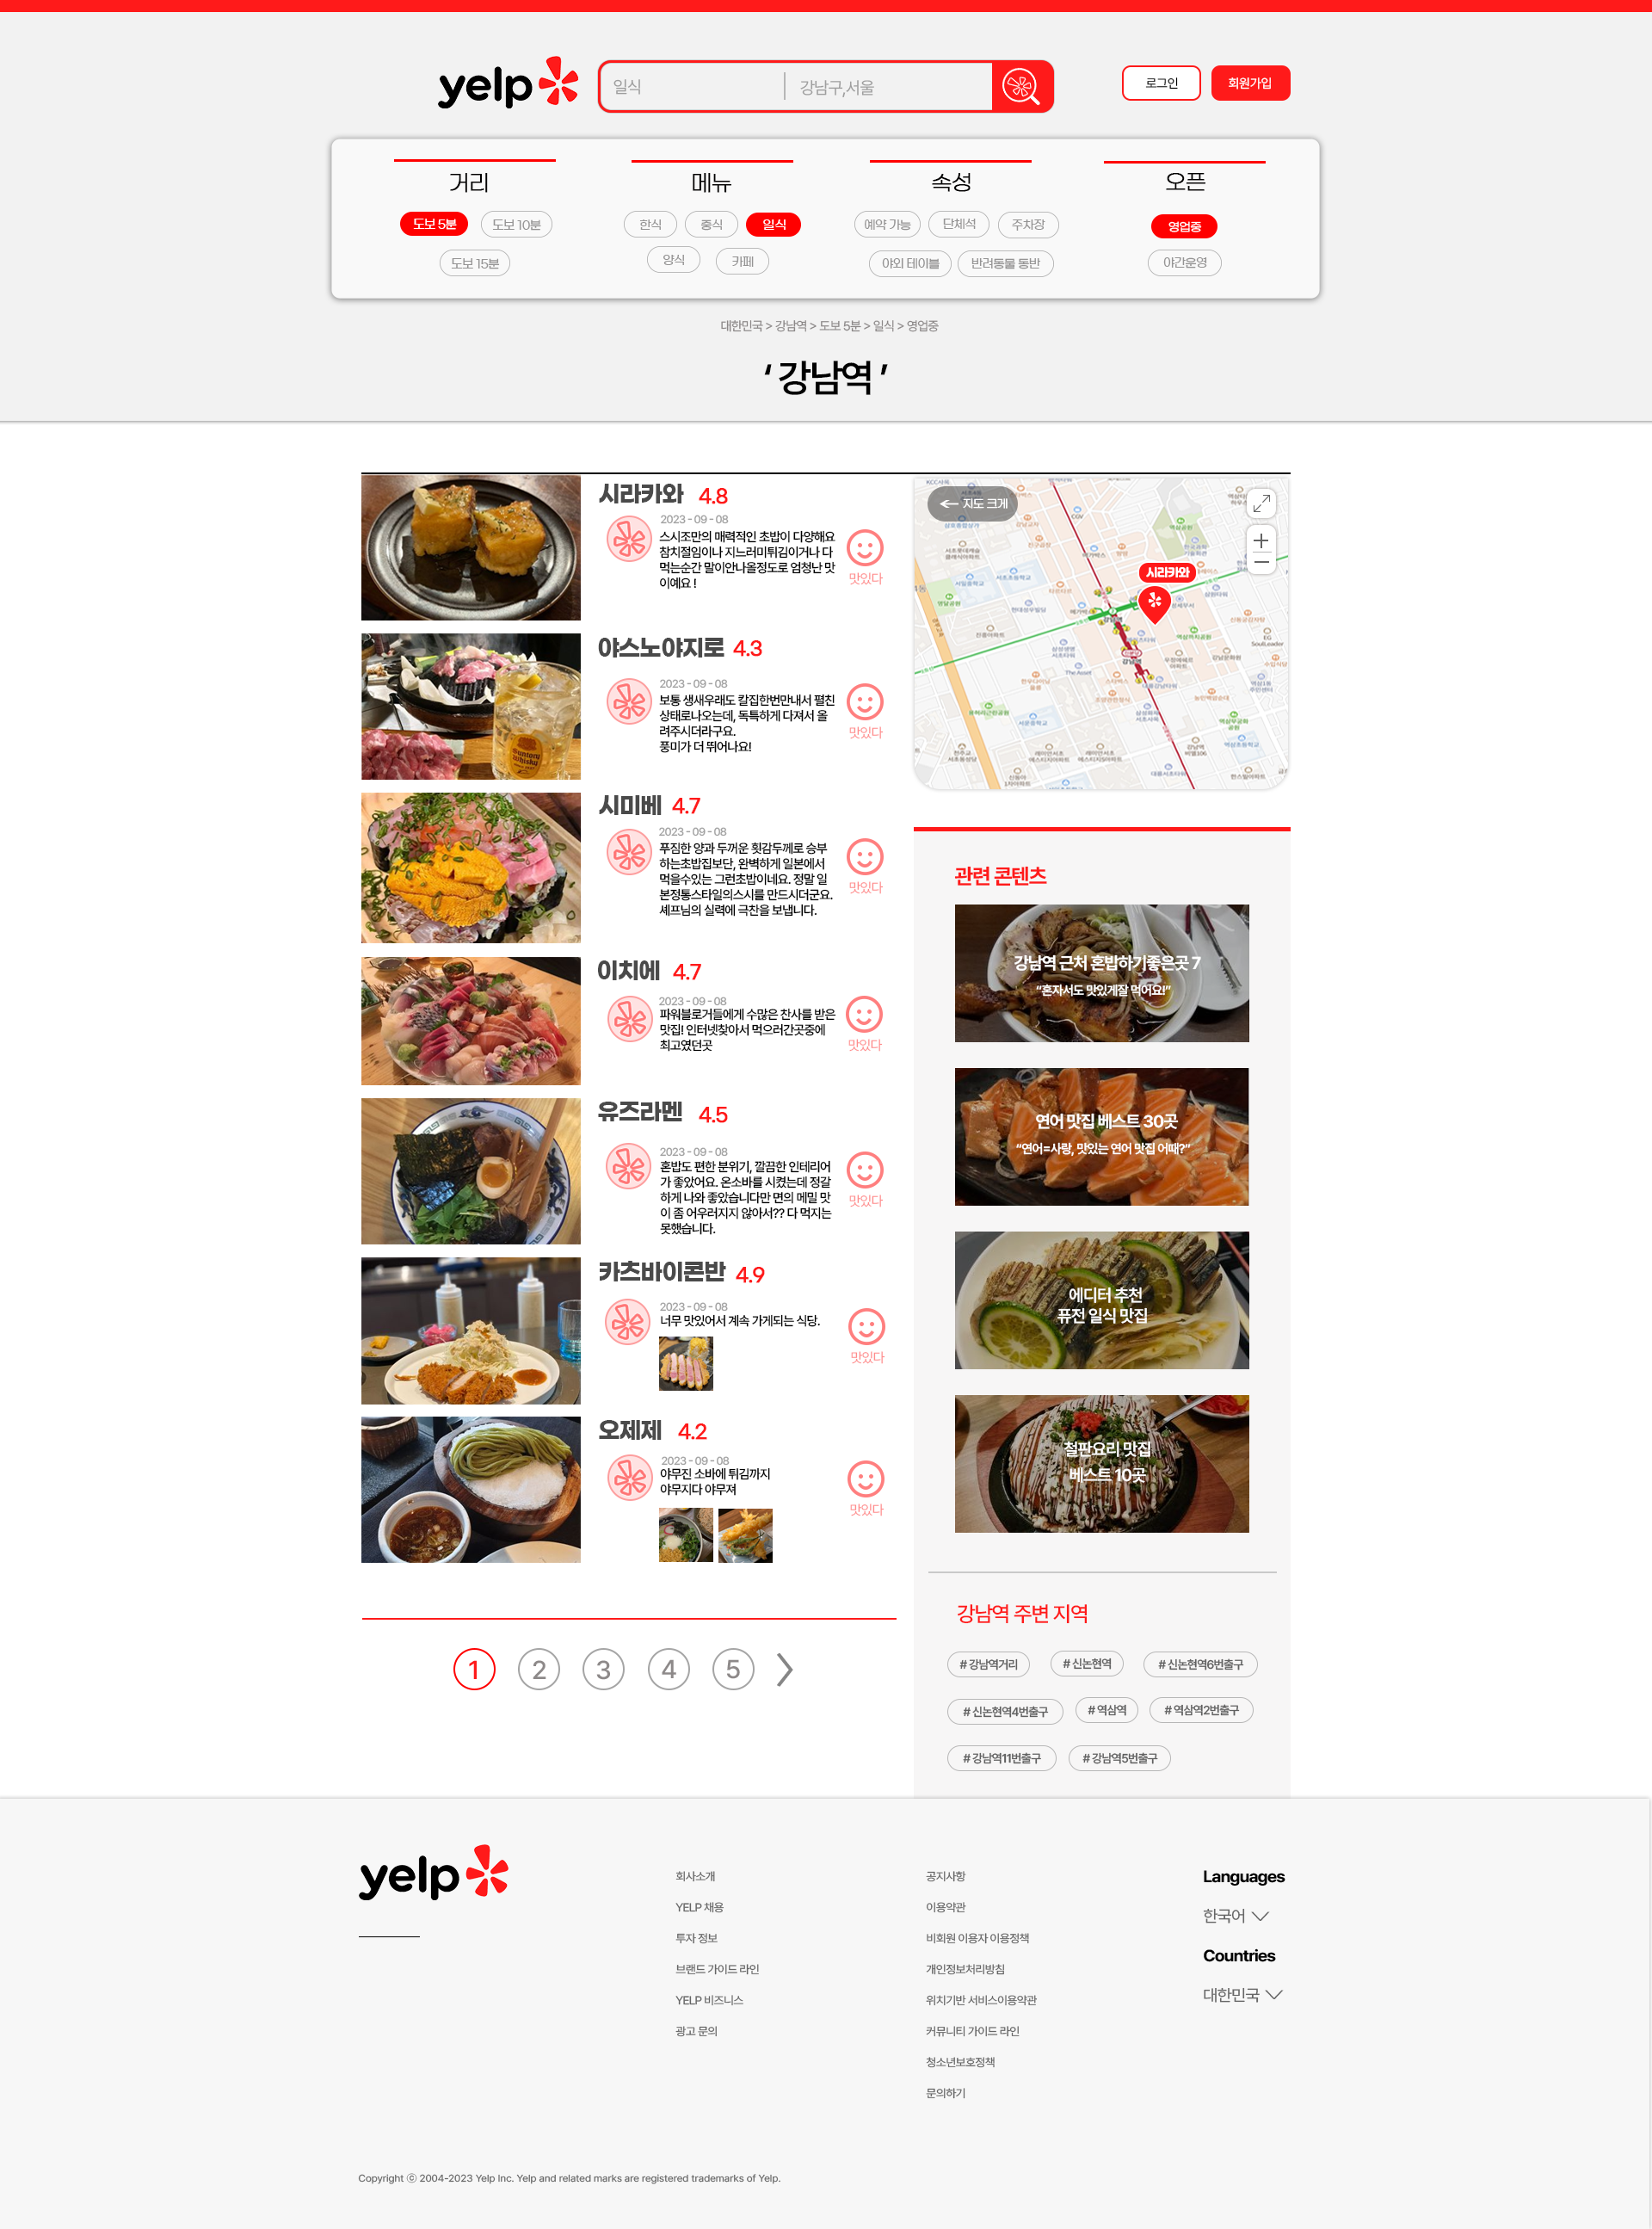 yelp
일식
강남구,서울
로그인
회원가입
거리
메뉴
속성
오픈
도보 5분
도보 10분
도보 15분
한식
중식
일식
양식
카페
예약 가능
단체석
주차장
야외 테이블
반려동물 동반
영업중
야간운영
대한민국 > 강남역 > 도보 5분 > 일식 > 영업중
‘ 강남역 ’
시라카와 4.8
2023 - 09 - 08
스시조만의 매력적인 초밥이 다양해요
참치절임이나 지느러미튀김이거나 다
먹는순간 말이안나올정도로 엄청난 맛
이예요 !
맛있다
야스노야지로 4.3
2023 - 09 - 08
보통 생새우래도 칼집한번만내서 펼친
상태로나오는데, 독특하게 다져서 올
려주시더라구요.
풍미가 더 뛰어나요!
맛있다
시미베 4.7
2023 - 09 - 08
푸짐한 양과 두꺼운 횟감두께로 승부
하는초밥집보단, 완벽하게 일본에서
먹을수있는 그런초밥이네요. 정말 일
본정통스타일의스시를 만드시더군요.
셰프님의 실력에 극찬을 보냅니다.
맛있다
이치에 4.7
2023 - 09 - 08
파워블로거들에게 수많은 찬사를 받은
맛집! 인터넷찾아서 먹으러간곳중에
최고였던곳
맛있다
유즈라멘 4.5
2023 - 09 - 08
혼밥도 편한 분위기, 깔끔한 인테리어
가 좋았어요. 온소바를 시켰는데 정갈
하게 나와 좋았습니다만 면의 메밀 맛
이 좀 어우러지지 않아서?? 다 먹지는
못했습니다.
맛있다
카츠바이콘반 4.9
2023 - 09 - 08
너무 맛있어서 계속 가게되는 식당.
맛있다
오제제 4.2
2023 - 09 - 08
야무진 소바에 튀김까지
야무지다 야무져
맛있다
1 2 3 4 5
지도 크게
시라카와
관련 콘텐츠
강남역 근처 혼밥하기좋은곳 7
“혼자서도 맛있게잘 먹어요!”
연어 맛집 베스트 30곳
“연어=사랑, 맛있는 연어 맛집 어때?”
에디터 추천
퓨전 일식 맛집
철판요리 맛집
베스트 10곳
강남역 주변 지역
# 강남역거리
# 신논현역
# 신논현역6번출구
# 신논현역4번출구
# 역삼역
# 역삼역2번출구
# 강남역11번출구
# 강남역5번출구
yelp
회사소개
YELP 채용
투자 정보
브랜드 가이드 라인
YELP 비즈니스
광고 문의
공지사항
이용약관
비회원 이용자 이용정책
개인정보처리방침
위치기반 서비스이용약관
커뮤니티 가이드 라인
청소년보호정책
문의하기
Languages
한국어
Countries
대한민국
Copyright ⓒ 2004-2023 Yelp Inc. Yelp and related marks are registered trademarks of Yelp.